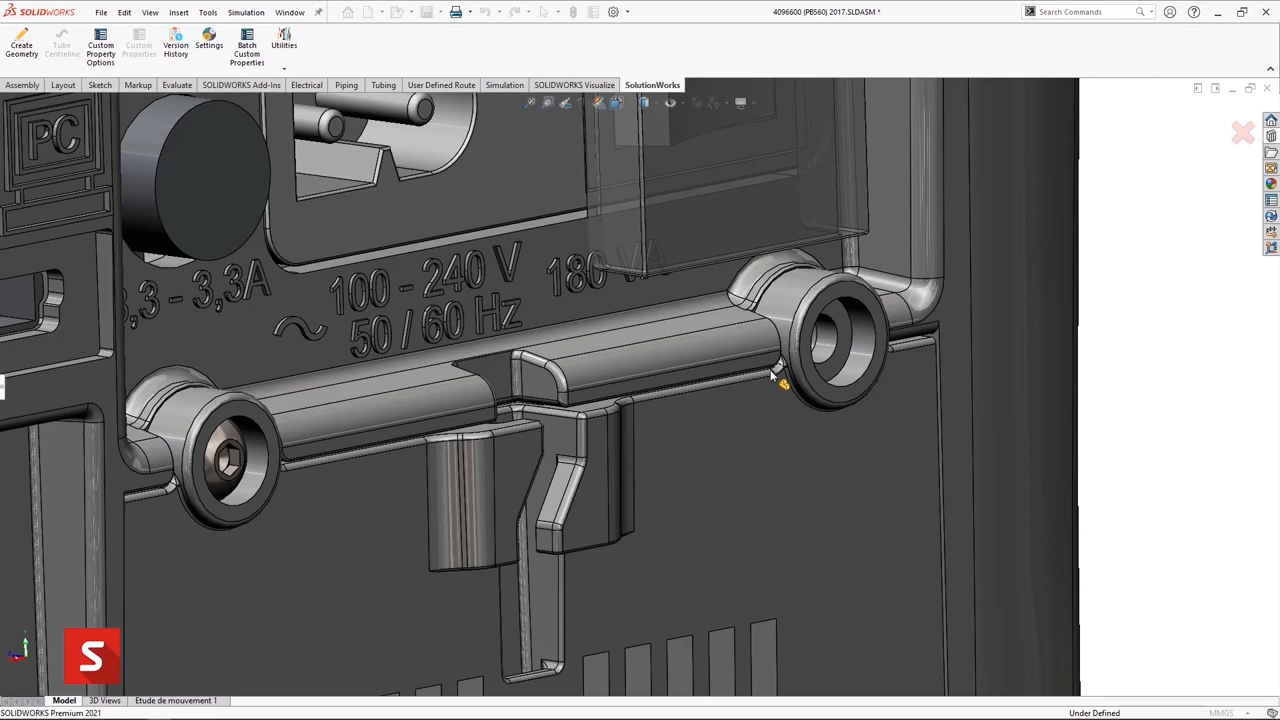 SOLIDWORKS File Edit View Insert Tools Simulation Window 4096600 (PB560) 2017.SLDASM * Search Commands
Create Geometry
Tube Centreline
Custom Property Options
Custom Properties
Version History
Settings
Batch Custom Properties
Utilities
Assembly Layout Sketch Markup Evaluate SOLIDWORKS Add-Ins Electrical Piping Tubing User Defined Route Simulation SOLIDWORKS Visualize SolutionWorks
PC
3,3 - 3,3A
100 - 240 V 180 VA
50 / 60 Hz
S
Model 3D Views Etude de mouvement 1
SOLIDWORKS Premium 2021 Under Defined MMGS